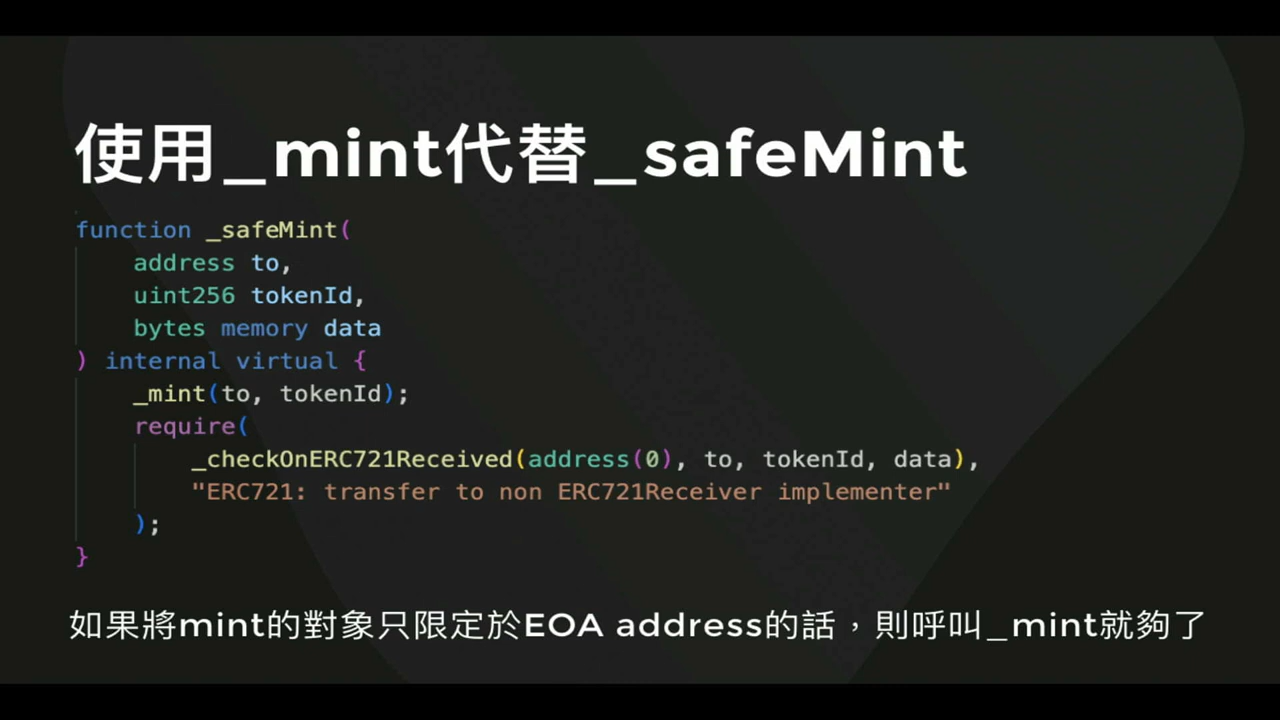 使用_mint代替_safeMint
function _safeMint(
    address to,
    uint256 tokenId,
    bytes memory data
) internal virtual {
    _mint(to, tokenId);
    require(
        _checkOnERC721Received(address(0), to, tokenId, data),
        "ERC721: transfer to non ERC721Receiver implementer"
    );
}
如果將mint的對象只限定於EOA address的話，則呼叫_mint就夠了